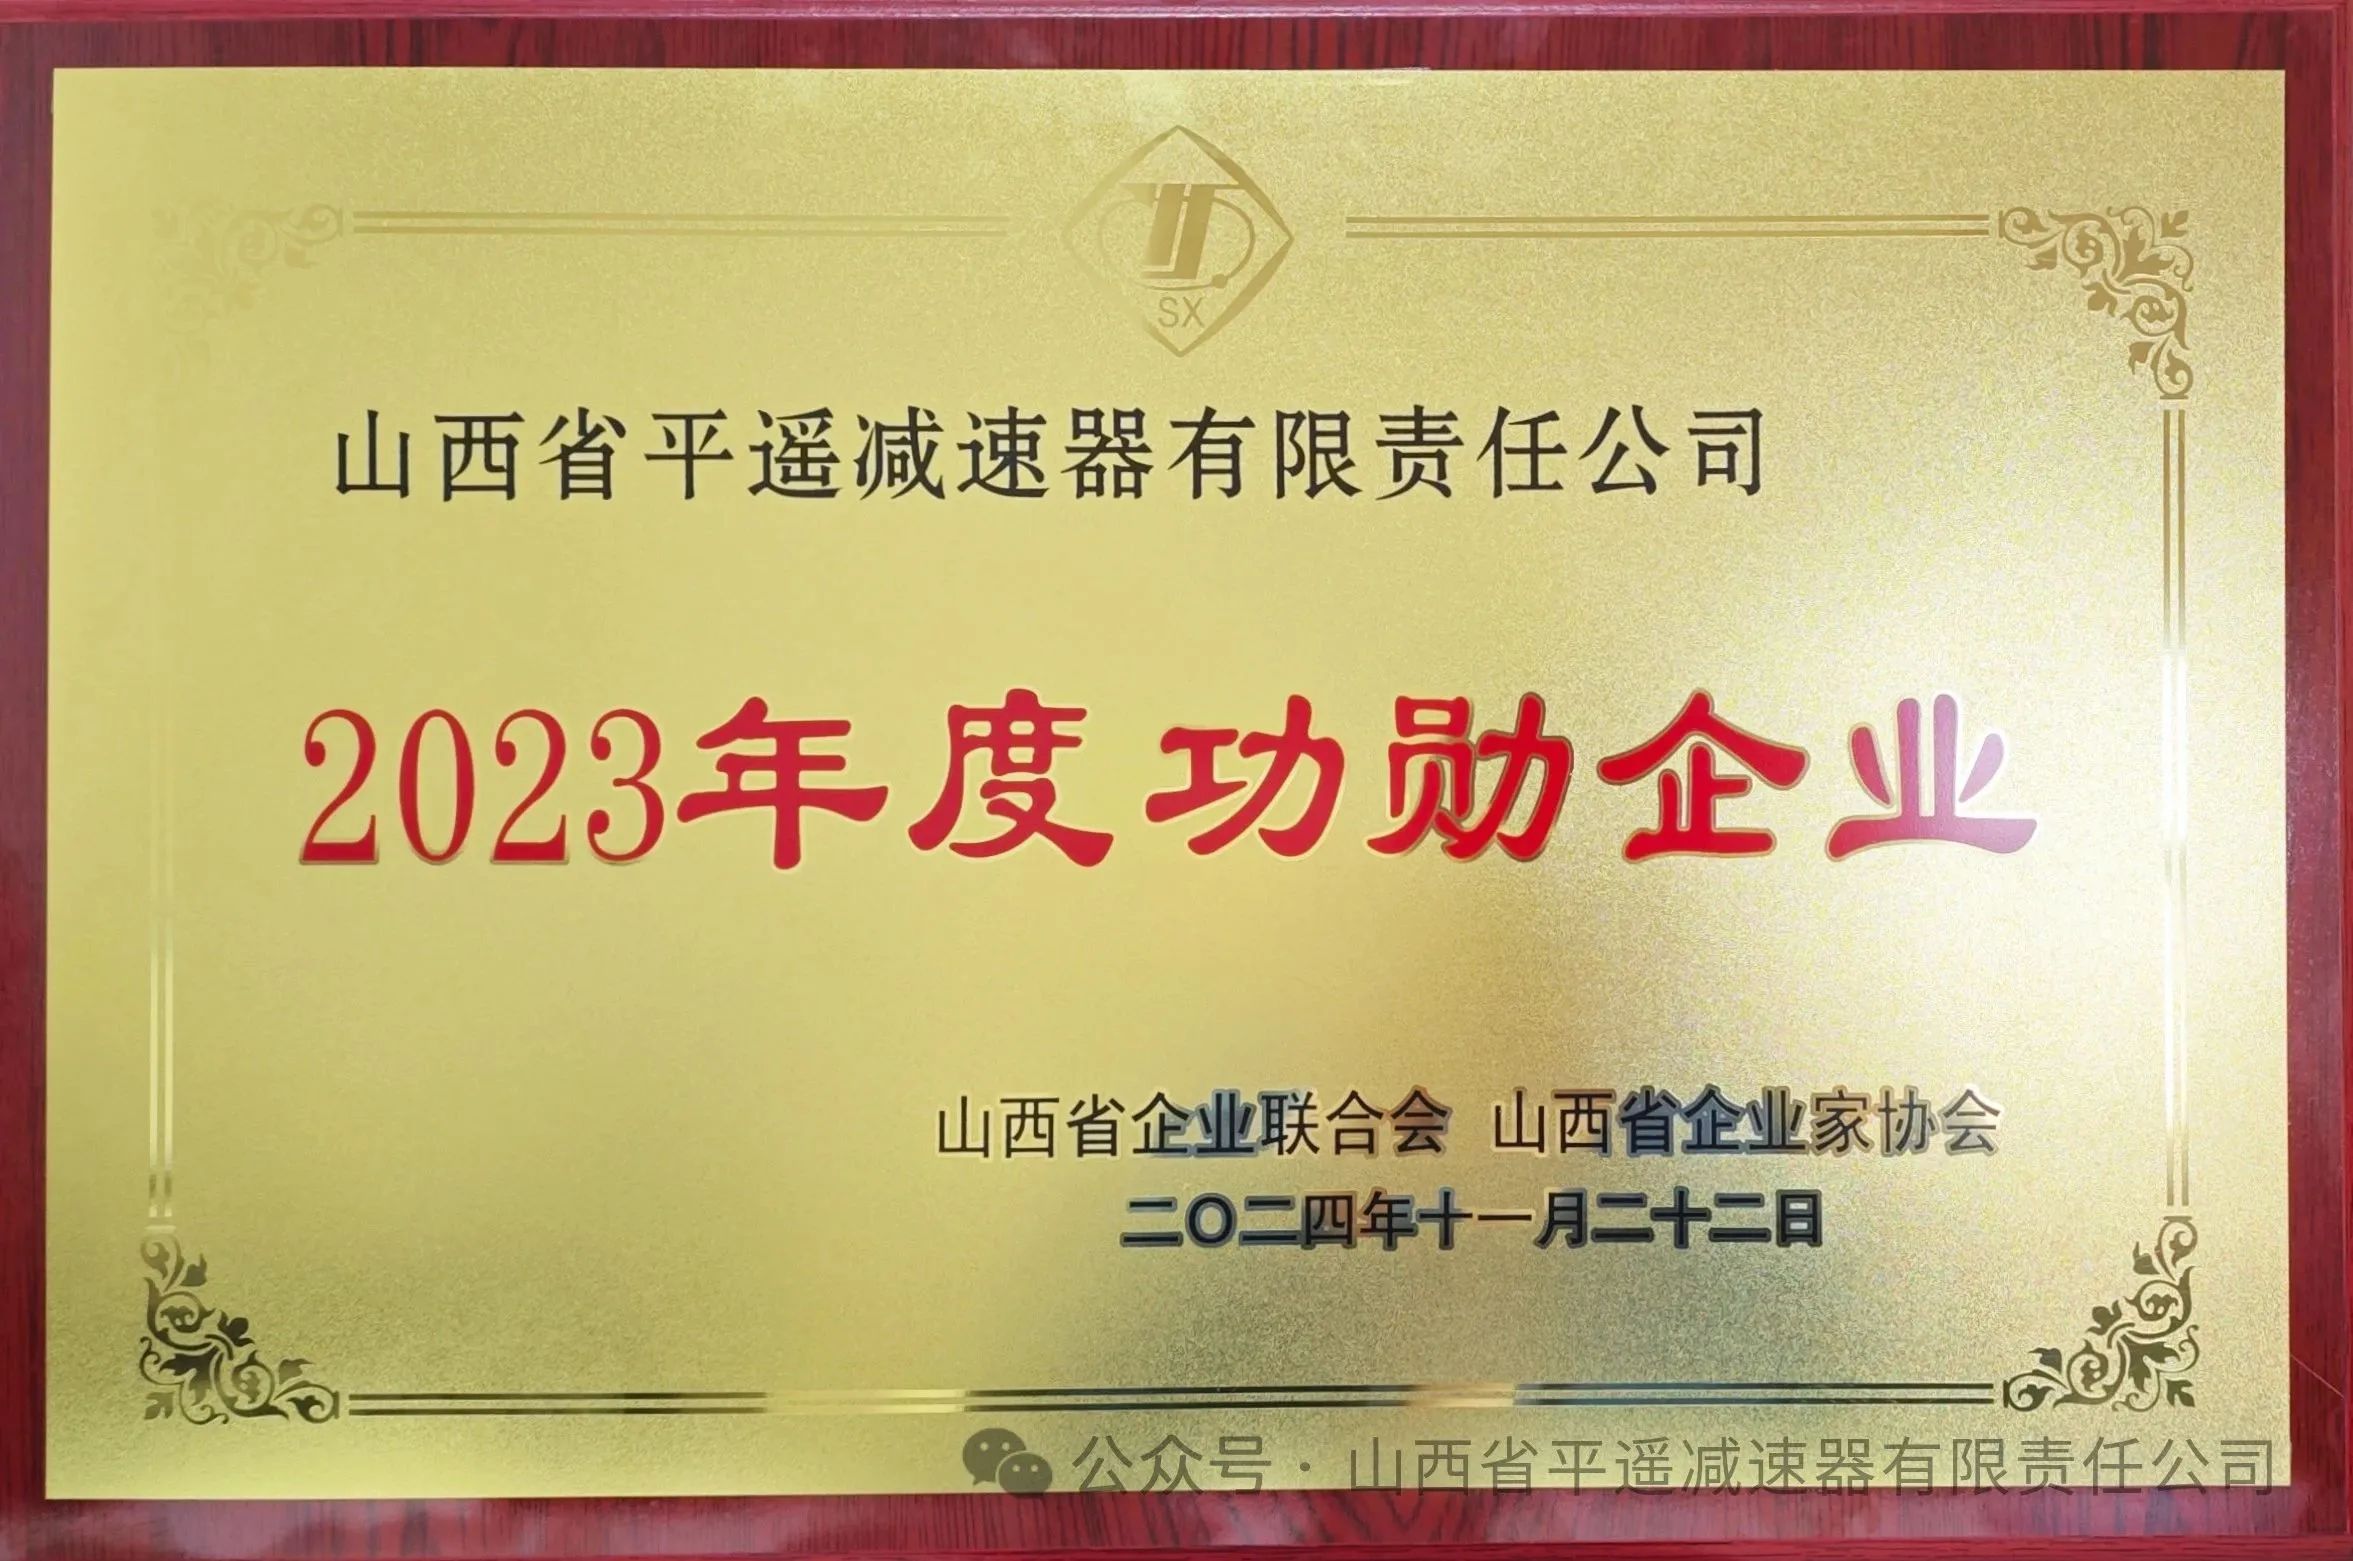 SX
山西省平遥减速器有限责任公司
2023年度功勋企业
山西省企业联合会 山西省企业家协会
二〇二四年十一月二十二日
公众号·山西省平遥减速器有限责任公司